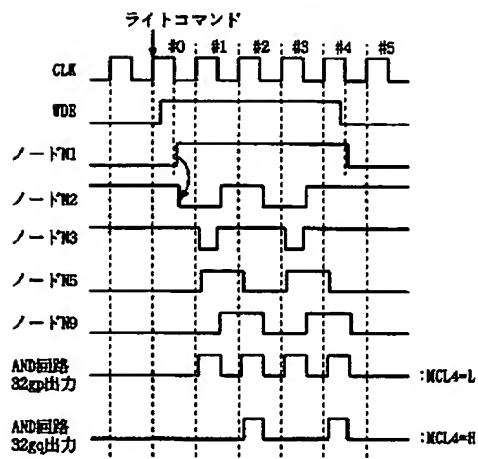 ライトコマンド
#0 #1 #2 #3 #4 #5
CLK
WDE
ノードN1
ノードN2
ノードN3
ノードN5
ノードN9
AND回路
32gp出力
:MCL4=L
AND回路
32gq出力
:MCL4=H